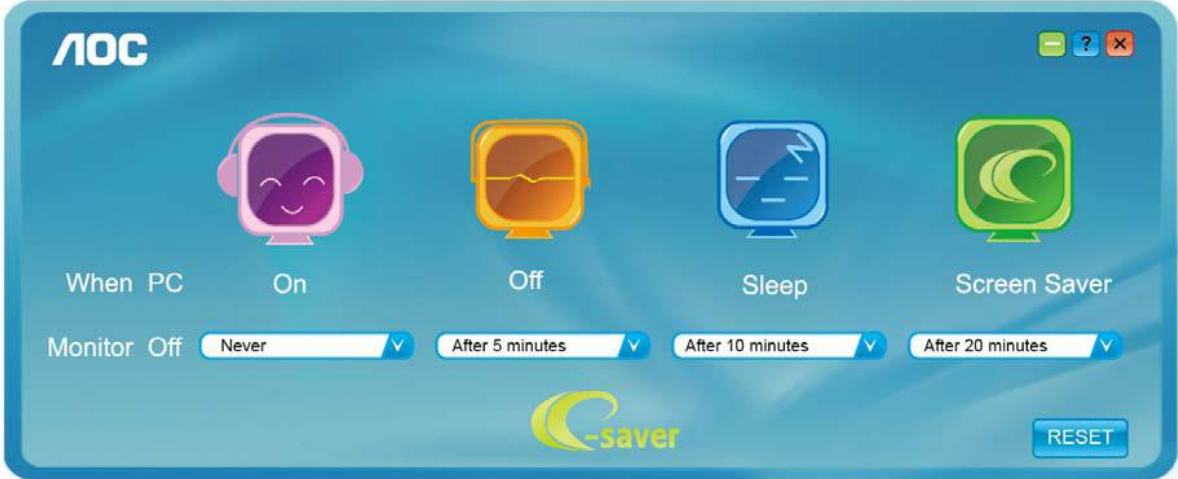 AOC
?
When PC On Off Sleep Screen Saver
Monitor Off Never After 5 minutes After 10 minutes After 20 minutes
e-saver
RESET